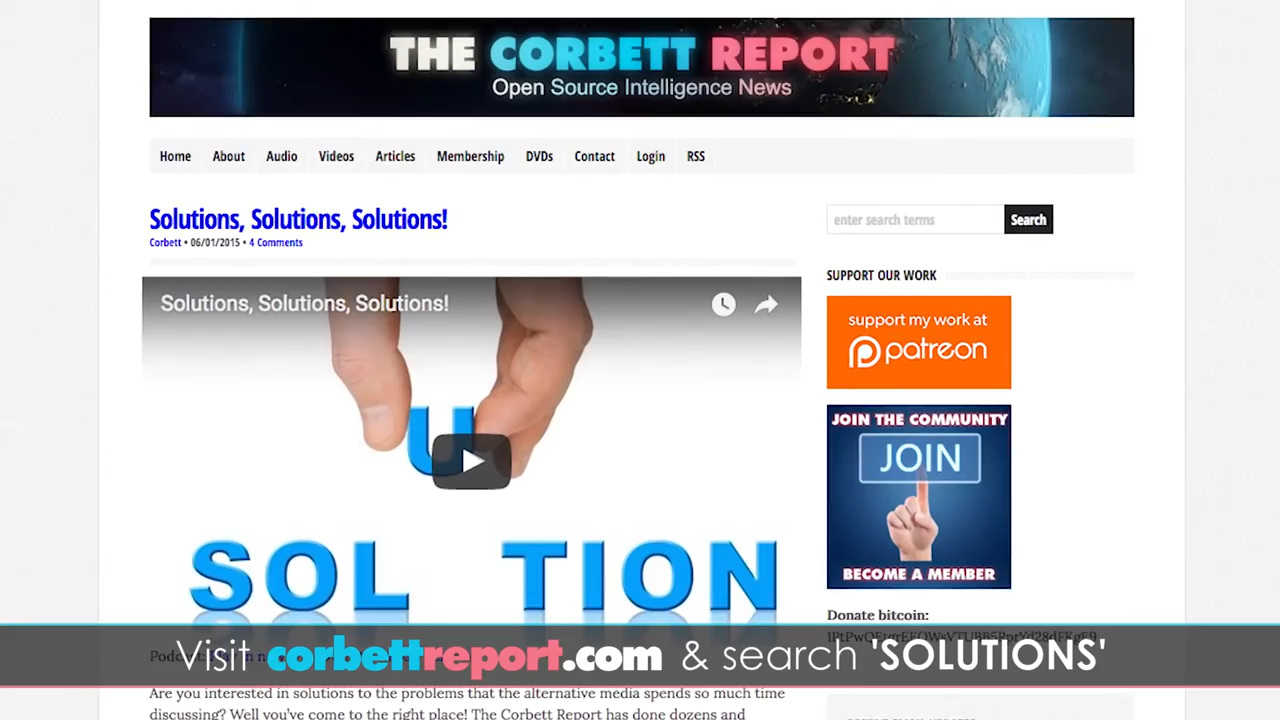 THE CORBETT REPORT
Open Source Intelligence News
Home About Audio Videos Articles Membership DVDs Contact Login RSS
Solutions, Solutions, Solutions!
Corbett • 06/01/2015 • 4 Comments
enter search terms Search
SUPPORT OUR WORK
Solutions, Solutions, Solutions!
support my work at
patreon
U
JOIN THE COMMUNITY
JOIN
SOL TION
BECOME A MEMBER
Donate bitcoin:
Visit corbettreport.com & search 'SOLUTIONS'
Are you interested in solutions to the problems that the alternative media spends so much time
discussing? Well you've come to the right place! The Corbett Report has done dozens and